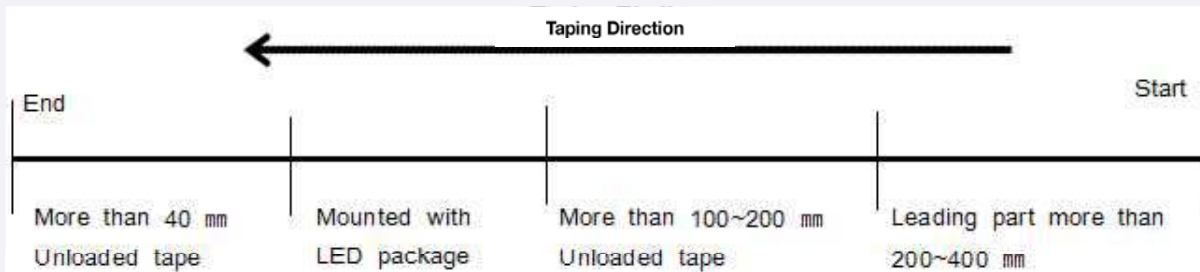 Taping Direction
Start
End
More than 40 ㎜
Unloaded tape
Mounted with
LED package
More than 100~200 ㎜
Unloaded tape
Leading part more than
200~400 ㎜